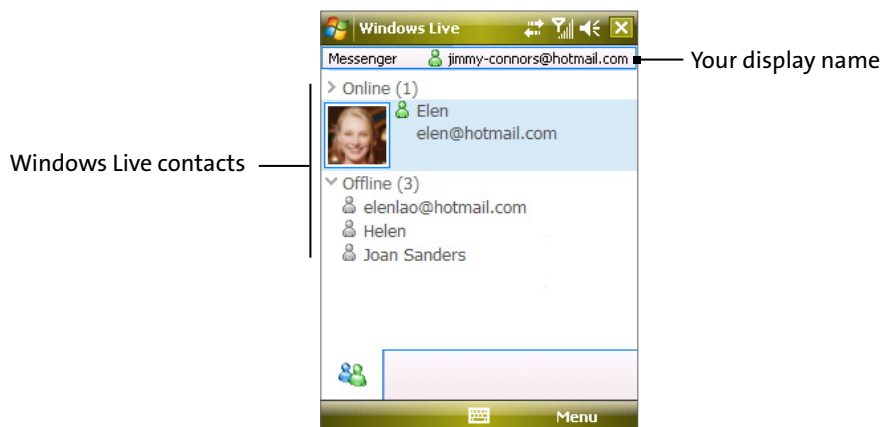 Windows Live
Messenger jimmy-connors@hotmail.com
Your display name
Online (1)
Elen
elen@hotmail.com
Windows Live contacts
Offline (3)
elenlao@hotmail.com
Helen
Joan Sanders
Menu